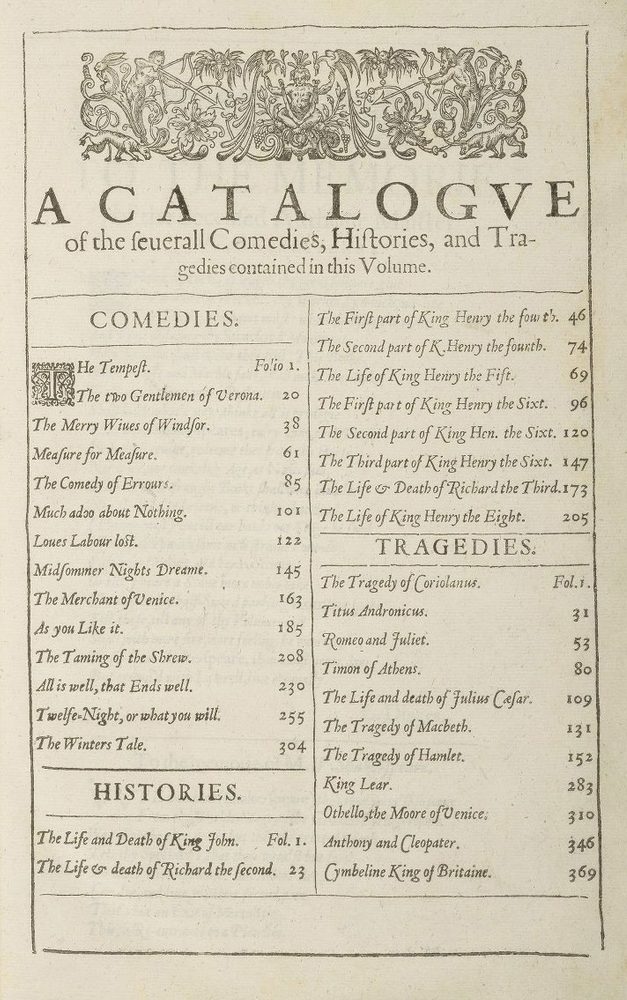 A CATALOGVE
of the ſeuerall Comedies, Hiſtories, and Tra-
gedies contained in this Volume.
COMEDIES.
THe Tempeſt. Folio 1.
The two Gentlemen of Verona. 20
The Merry Wiues of Windſor. 38
Meaſure for Meaſure. 61
The Comedy of Errours. 85
Much adoo about Nothing. 101
Loues Labour loſt. 122
Midſommer Nights Dreame. 145
The Merchant of Venice. 163
As you Like it. 185
The Taming of the Shrew. 208
All is well, that Ends well. 230
Twelfe-Night, or what you will. 255
The Winters Tale. 304
HISTORIES.
The Life and Death of King John. Fol. 1.
The Life & death of Richard the ſecond. 23
The Firſt part of King Henry the fourth. 46
The Second part of K. Henry the fourth. 74
The Life of King Henry the Fift. 69
The Firſt part of King Henry the Sixt. 96
The Second part of King Hen. the Sixt. 120
The Third part of King Henry the Sixt. 147
The Life & Death of Richard the Third. 173
The Life of King Henry the Eight. 205
TRAGEDIES.
The Tragedy of Coriolanus. Fol. 1.
Titus Andronicus. 31
Romeo and Juliet. 53
Timon of Athens. 80
The Life and death of Julius Cæſar. 109
The Tragedy of Macbeth. 131
The Tragedy of Hamlet. 152
King Lear. 283
Othello, the Moore of Venice. 310
Anthony and Cleopater. 346
Cymbeline King of Britaine. 369